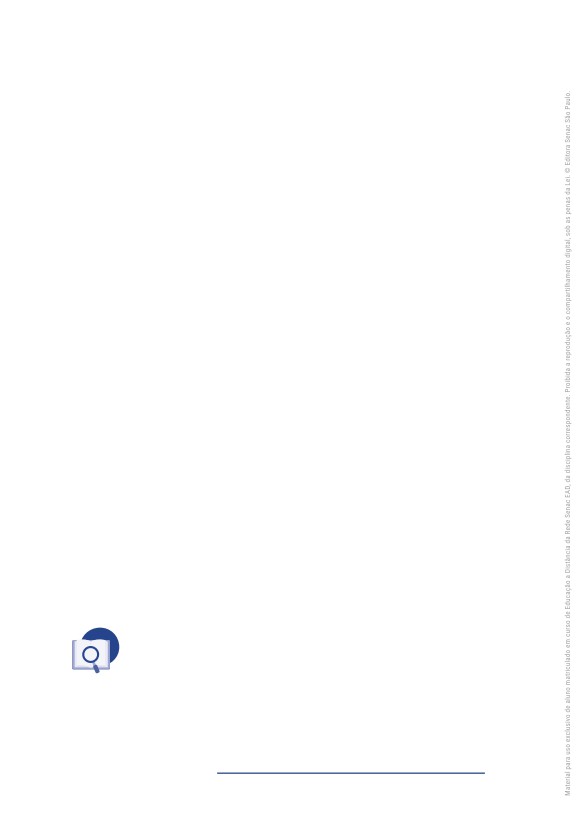 Material para uso exclusivo de aluno matriculado em curso de Educação a Distância da Rede Senac EAD, da disciplina correspondente. Proibida a reprodução e o compartilhamento digital, sob as penas da Lei. © Editora Senac São Paulo.